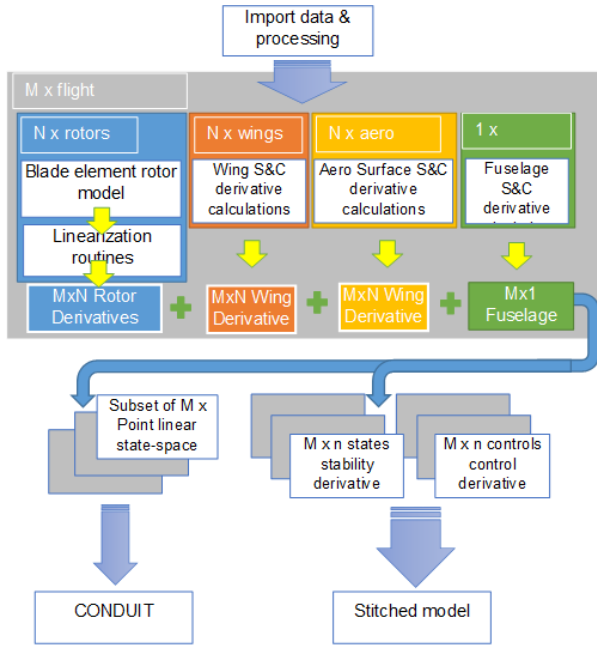 Import data &
processing
M x flight
N x rotors
Blade element rotor
model
Linearization
routines
MxN Rotor
Derivatives
N x wings
Wing S&C
derivative
calculations
MxN Wing
Derivative
N x aero
Aero Surface S&C
derivative
calculations
MxN Wing
Derivative
1 x
Fuselage
S&C
derivative
Mx1
Fuselage
Subset of M x
Point linear
state-space
M x n states
stability
derivative
M x n controls
control
derivative
CONDUIT
Stitched model